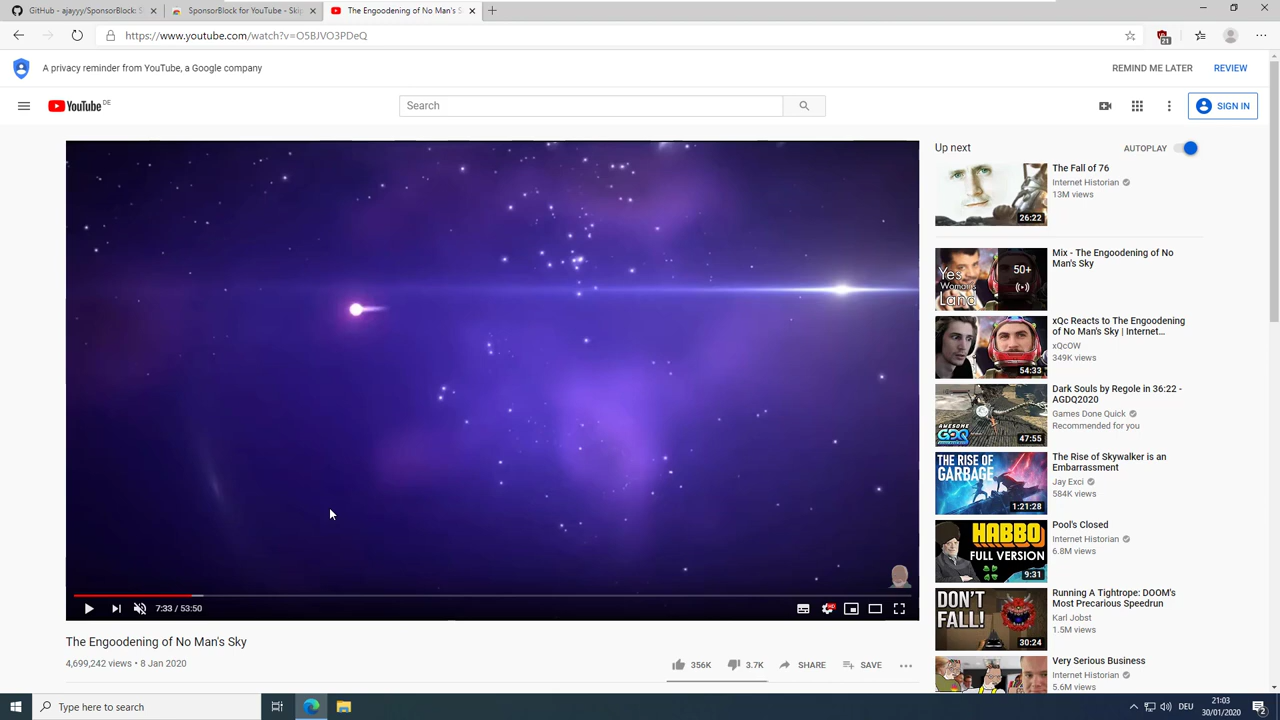 GitHub - ajayyy/SponsorBlock: S
SponsorBlock for YouTube - Skip
The Engoodening of No Man's S
https://www.youtube.com/watch?v=O5BJVO3PDeQ
21
A privacy reminder from YouTube, a Google company
REMIND ME LATER
REVIEW
YouTube DE
Search
SIGN IN
Up next
AUTOPLAY
The Fall of 76
Internet Historian
13M views
26:22
Mix - The Engoodening of No
Man's Sky
Yes
Womans
Land
50+
xQc Reacts to The Engoodening
of No Man's Sky | Internet...
xQcOW
349K views
54:33
Dark Souls by Regole in 36:22 -
AGDQ2020
Games Done Quick
Recommended for you
AWESOME
GDQ
47:55
The Rise of Skywalker is an
Embarrassment
Jay Exci
584K views
THE RISE OF
GARBAGE
1:21:28
Pool's Closed
Internet Historian
6.8M views
HABBO
FULL VERSION
9:31
Running A Tightrope: DOOM's
Most Precarious Speedrun
Karl Jobst
1.5M views
DON'T
FALL!
30:24
Very Serious Business
Internet Historian
5.6M views
7:33 / 53:50
The Engoodening of No Man's Sky
4,699,242 views • 8 Jan 2020
356K
3.7K
SHARE
SAVE
Type here to search
DEU
21:03
30/01/2020
2